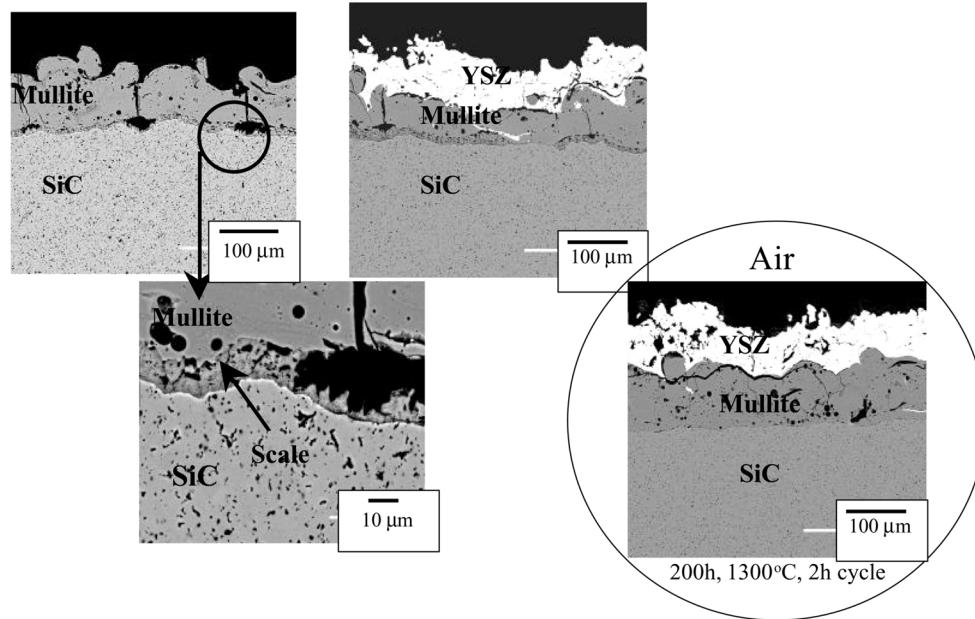 Mullite
SiC
100 μm
YSZ
Mullite
SiC
100 μm
Mullite
Scale
SiC
10 μm
Air
YSZ
Mullite
SiC
100 μm
200h, 1300°C, 2h cycle